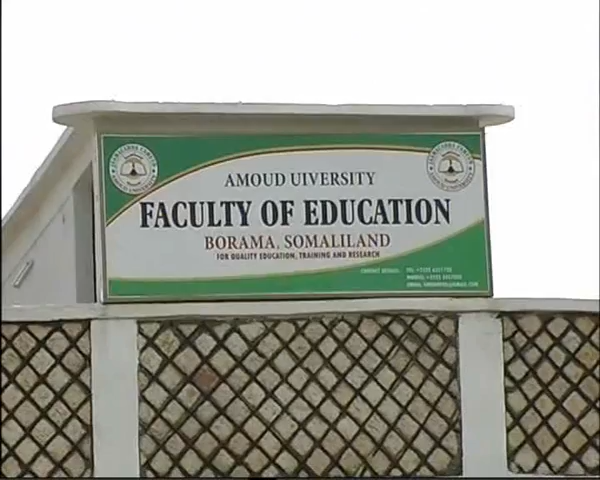 AMOUD UIVERSITY
FACULTY OF EDUCATION
BORAMA, SOMALILAND
FOR QUALITY EDUCATION, TRAINING AND RESEARCH